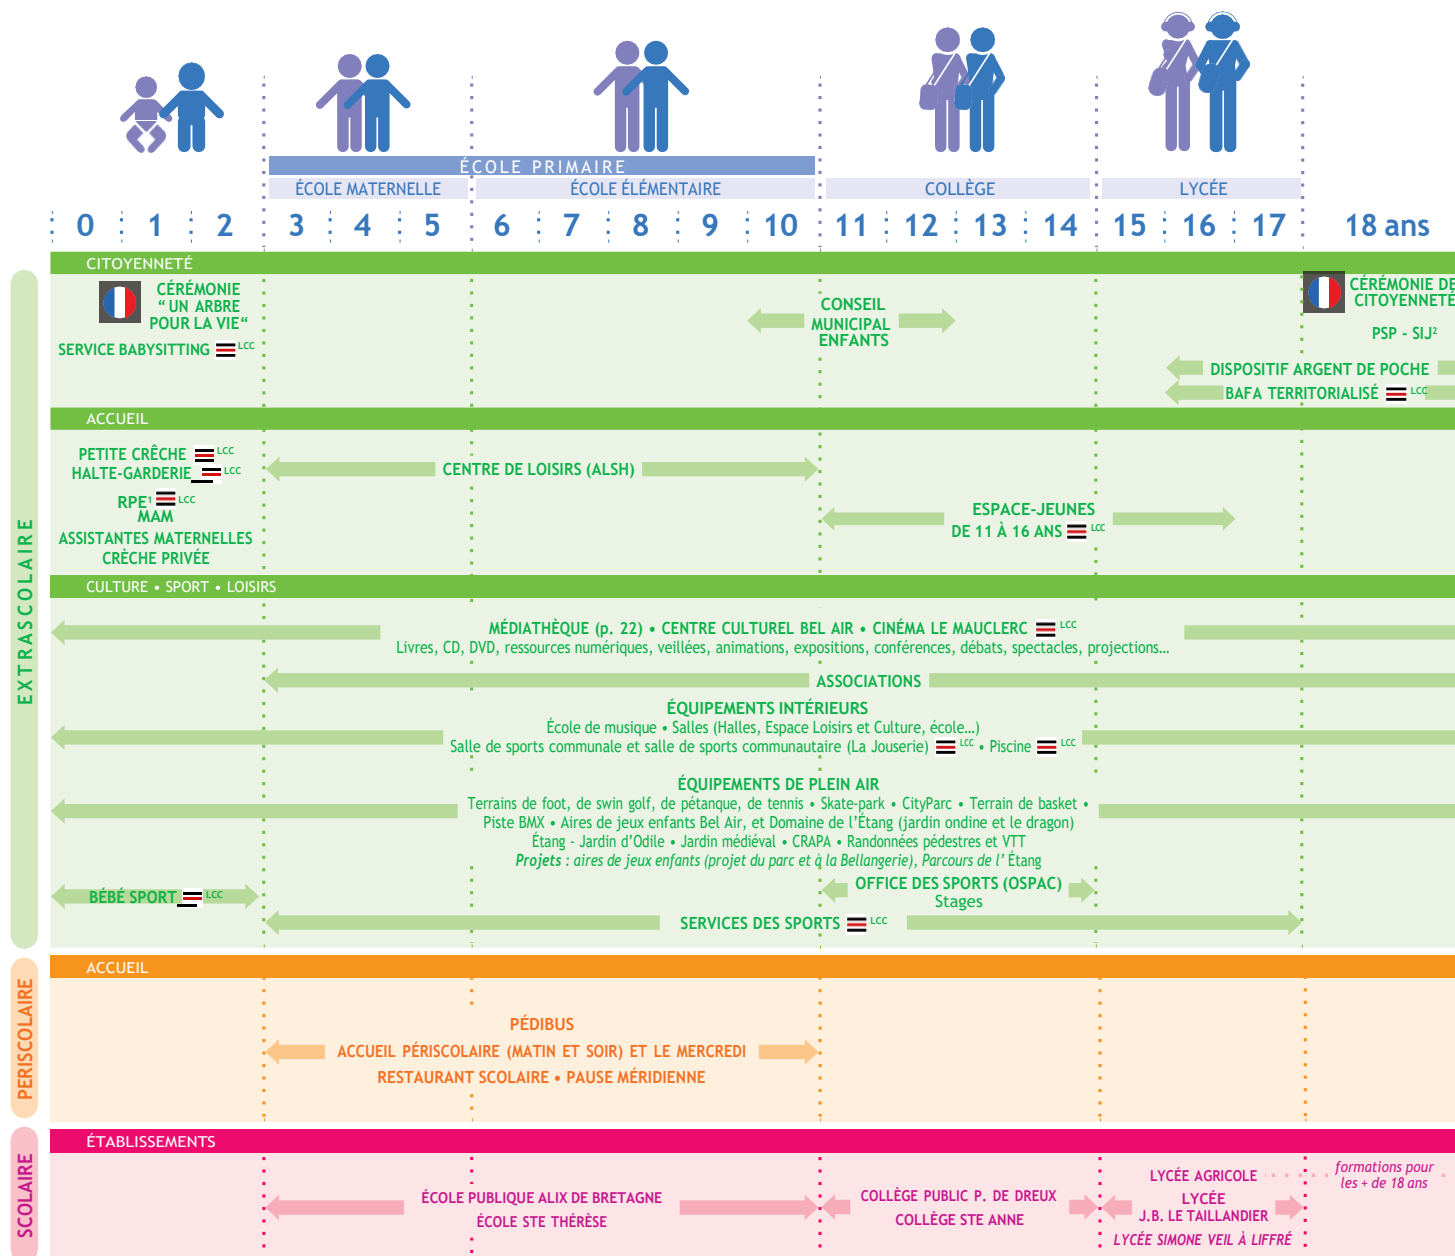 ÉCOLE PRIMAIRE
ÉCOLE MATERNELLE
ÉCOLE ÉLÉMENTAIRE
COLLÈGE
LYCÉE
0 1 2 3 4 5 6 7 8 9 10 11 12 13 14 15 16 17 18 ans
EXTRASCOLAIRE
CITOYENNETÉ
CÉRÉMONIE
“ UN ARBRE
POUR LA VIE“
SERVICE BABYSITTING LCC
CONSEIL
MUNICIPAL
ENFANTS
CÉRÉMONIE DE
CITOYENNETÉ
PSP - SIJ²
DISPOSITIF ARGENT DE POCHE
BAFA TERRITORIALISÉ LCC
ACCUEIL
PETITE CRÊCHE LCC
HALTE-GARDERIE LCC
RPE¹ LCC
MAM
ASSISTANTES MATERNELLES
CRÈCHE PRIVÉE
CENTRE DE LOISIRS (ALSH)
ESPACE-JEUNES
DE 11 À 16 ANS LCC
CULTURE • SPORT • LOISIRS
MÉDIATHÈQUE (p. 22) • CENTRE CULTUREL BEL AIR • CINÉMA LE MAUCLERC LCC
Livres, CD, DVD, ressources numériques, veillées, animations, expositions, conférences, débats, spectacles, projections…
ASSOCIATIONS
ÉQUIPEMENTS INTÉRIEURS
École de musique • Salles (Halles, Espace Loisirs et Culture, école…)
Salle de sports communale et salle de sports communautaire (La Jouserie) LCC • Piscine LCC
ÉQUIPEMENTS DE PLEIN AIR
Terrains de foot, de swin golf, de pétanque, de tennis • Skate-park • CityParc • Terrain de basket •
Piste BMX • Aires de jeux enfants Bel Air, et Domaine de l’Étang (jardin ondine et le dragon)
Étang - Jardin d’Odile • Jardin médiéval • CRAPA • Randonnées pédestres et VTT
Projets : aires de jeux enfants (projet du parc et à la Bellangerie), Parcours de l’ Étang
BÉBÉ SPORT LCC
OFFICE DES SPORTS (OSPAC)
Stages
SERVICES DES SPORTS LCC
PERISCOLAIRE
ACCUEIL
PÉDIBUS
ACCUEIL PÉRISCOLAIRE (MATIN ET SOIR) ET LE MERCREDI
RESTAURANT SCOLAIRE • PAUSE MÉRIDIENNE
SCOLAIRE
ÉTABLISSEMENTS
ÉCOLE PUBLIQUE ALIX DE BRETAGNE
ÉCOLE STE THÉRÈSE
COLLÈGE PUBLIC P. DE DREUX
COLLÈGE STE ANNE
LYCÉE AGRICOLE
LYCÉE
J.B. LE TAILLANDIER
LYCÉE SIMONE VEIL À LIFFRÉ
formations pour
les + de 18 ans